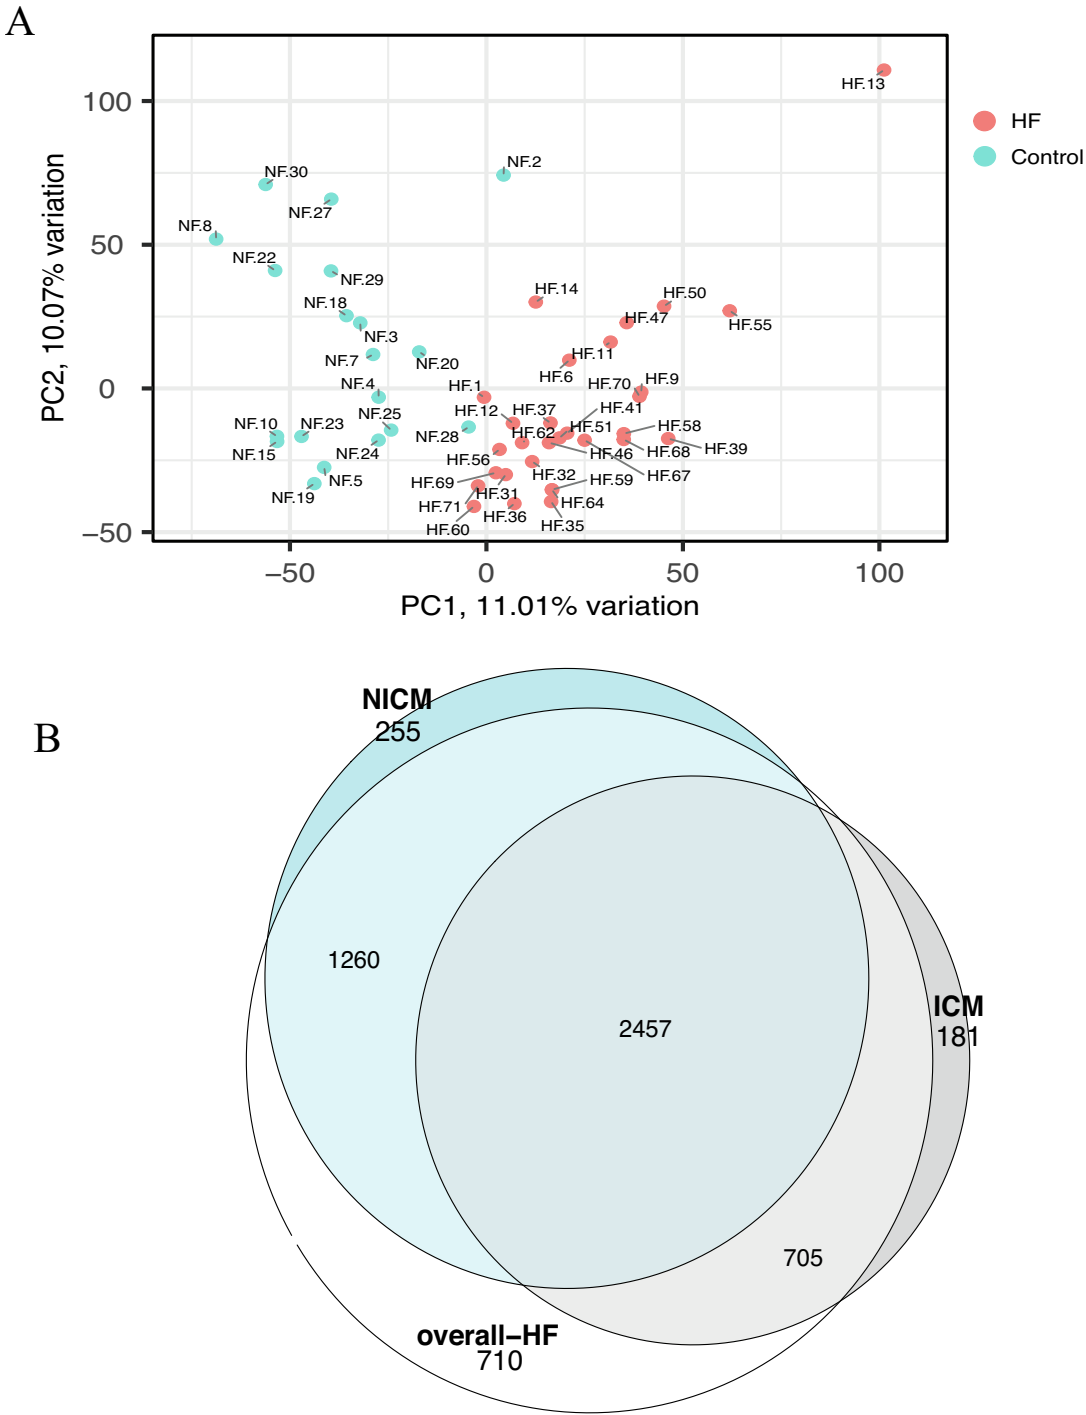 A
HF.13
100
HF
NF.2
Control
NF.30
NF.27
NF.8
50
NF.22
NF.29
HF.14
HF.50
NF.18
HF.47
HF.55
NF.3
HF.11
NF.7
NF.20
HF.6
0
NF.4
HF.1
HF.70
HF.9
NF.25
HF.12
HF.37
HF.41
NF.10
NF.23
NF.28
HF.62
HF.51
HF.58
NF.15
NF.24
HF.56
HF.46
HF.68
HF.39
NF.5
HF.69
HF.32
HF.59
HF.67
NF.19
HF.31
HF.71
HF.36
HF.64
HF.60
HF.35
−50
PC2, 10.07% variation
−50
0
50
100
PC1, 11.01% variation
B
NICM
255
1260
2457
ICM
181
705
overall−HF
710